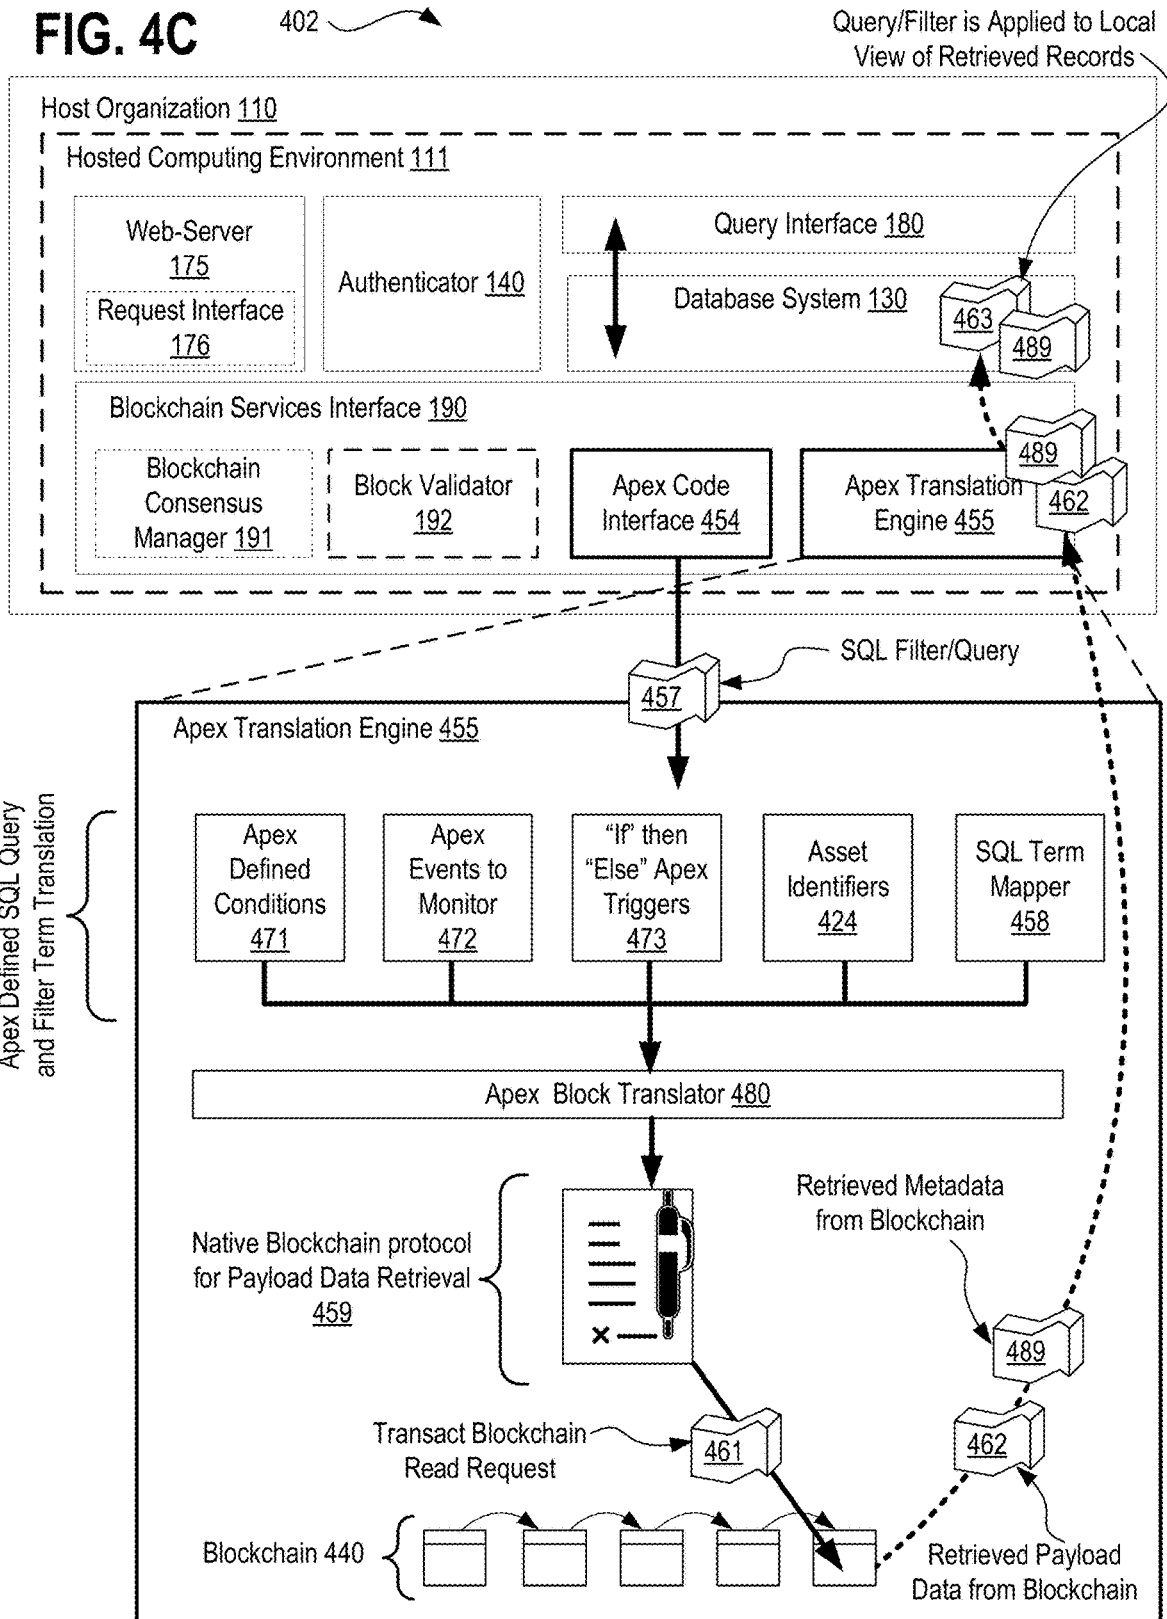 FIG. 4C
402
Query/Filter is Applied to Local
View of Retrieved Records
Host Organization 110
Hosted Computing Environment 111
Web-Server
175
Request Interface
176
Authenticator 140
Query Interface 180
Database System 130
463
489
Blockchain Services Interface 190
Blockchain
Consensus
Manager 191
Block Validator
192
Apex Code
Interface 454
Apex Translation
Engine 455
489
462
SQL Filter/Query
457
Apex Translation Engine 455
Apex Defined SQL Query
and Filter Term Translation
Apex
Defined
Conditions
471
Apex
Events to
Monitor
472
“If” then
“Else” Apex
Triggers
473
Asset
Identifiers
424
SQL Term
Mapper
458
Apex Block Translator 480
Native Blockchain protocol
for Payload Data Retrieval
459
Retrieved Metadata
from Blockchain
489
Transact Blockchain
Read Request
461
462
Blockchain 440
Retrieved Payload
Data from Blockchain